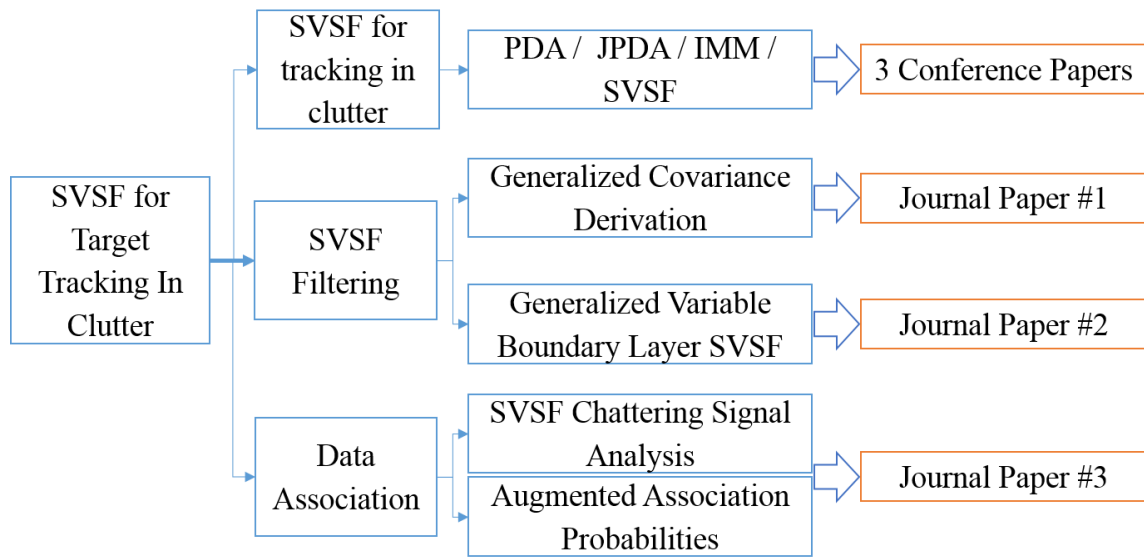 SVSF for
Target
Tracking In
Clutter
SVSF for
tracking in
clutter
PDA / JPDA / IMM /
SVSF
3 Conference Papers
SVSF
Filtering
Generalized Covariance
Derivation
Journal Paper #1
Generalized Variable
Boundary Layer SVSF
Journal Paper #2
Data
Association
SVSF Chattering Signal
Analysis
Augmented Association
Probabilities
Journal Paper #3